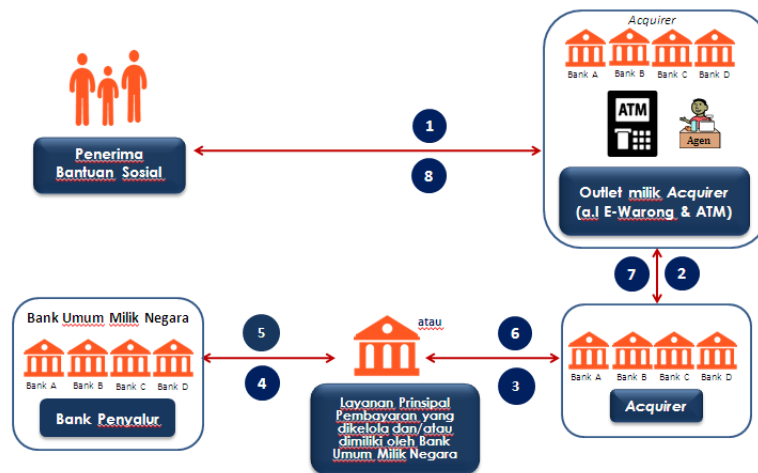 Acquirer
Bank A Bank B Bank C Bank D
ATM
Agen
Outlet milik Acquirer
(a.l E-Warong & ATM)
1
8
Penerima
Bantuan Sosial
7 2
Bank Umum Milik Negara
Bank A Bank B Bank C Bank D
Bank Penyalur
5
4
atau
Layanan Prinsipal
Pembayaran yang
dikelola dan/atau
dimiliki oleh Bank
Umum Milik Negara
6
3
Bank A Bank B Bank C Bank D
Acquirer